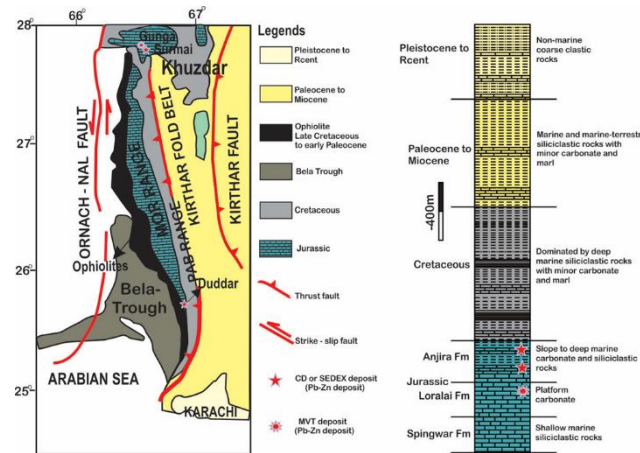 66
67
28
27
26
25
Gunga
Surmai
Khuzdar
ORNACH - NAL FAULT
MOR RANGE
PAB RANGE
KIRTHAR FOLD BELT
KIRTHAR FAULT
Ophiolites
Duddar
Bela-
Trough
ARABIAN SEA
KARACHI
Legends
Pleistocene to
Rcent
Paleocene to
Miocene
Ophiolite
Late Cretaceous
to early Paleocene
Bela Trough
Cretaceous
Jurassic
Thrust fault
Strike - slip fault
CD or SEDEX deposit
(Pb-Zn deposit)
MVT deposit
(Pb-Zn deposit)
Pleistocene to
Rcent
Paleocene to
Miocene
~400m
Cretaceous
Anjira Fm
Jurassic
Loralai Fm
Spingwar Fm
Non-marine
coarse clastic
rocks
Marine and marine-terrestr
siliciclastic rocks with
minor carbonate and
marl
Dominated by deep
marine siliciclastic rocks
with minor carbonate
and marl
Slope to deep marine
carbonate and siliciclastic
rocks
Platform
carbonate
Shallow marine
siliciclastic rocks